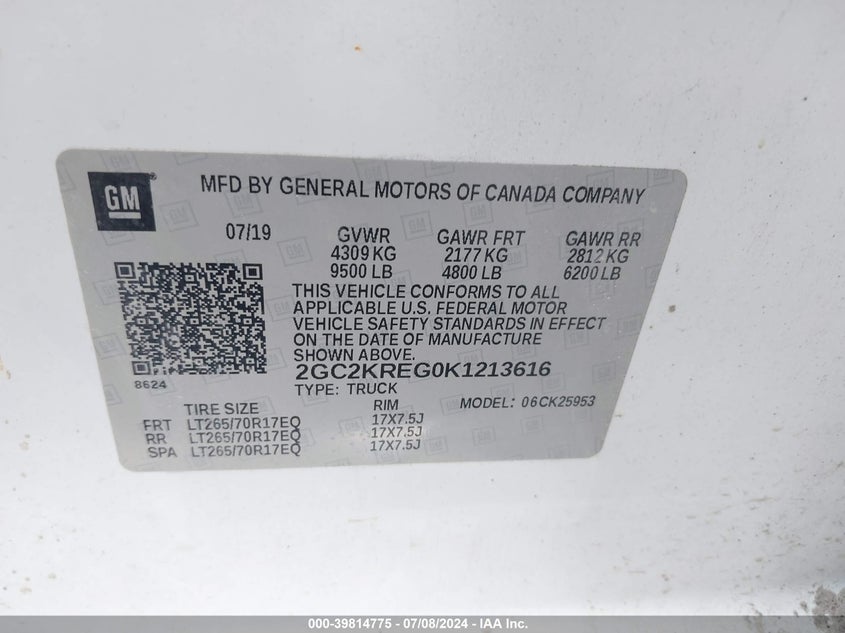 GM
MFD BY GENERAL MOTORS OF CANADA COMPANY
07/19 GVWR GAWR FRT GAWR RR
4309 KG 2177 KG 2812 KG
9500 LB 4800 LB 6200 LB
THIS VEHICLE CONFORMS TO ALL
APPLICABLE U.S. FEDERAL MOTOR
VEHICLE SAFETY STANDARDS IN EFFECT
ON THE DATE OF MANUFACTURE
SHOWN ABOVE.
8624
2GC2KREG0K1213616
TYPE: TRUCK
TIRE SIZE RIM MODEL: 06CK25953
FRT LT265/70R17EQ 17X7.5J
RR LT265/70R17EQ 17X7.5J
SPA LT265/70R17EQ 17X7.5J
000-39814775 - 07/08/2024 - IAA Inc.